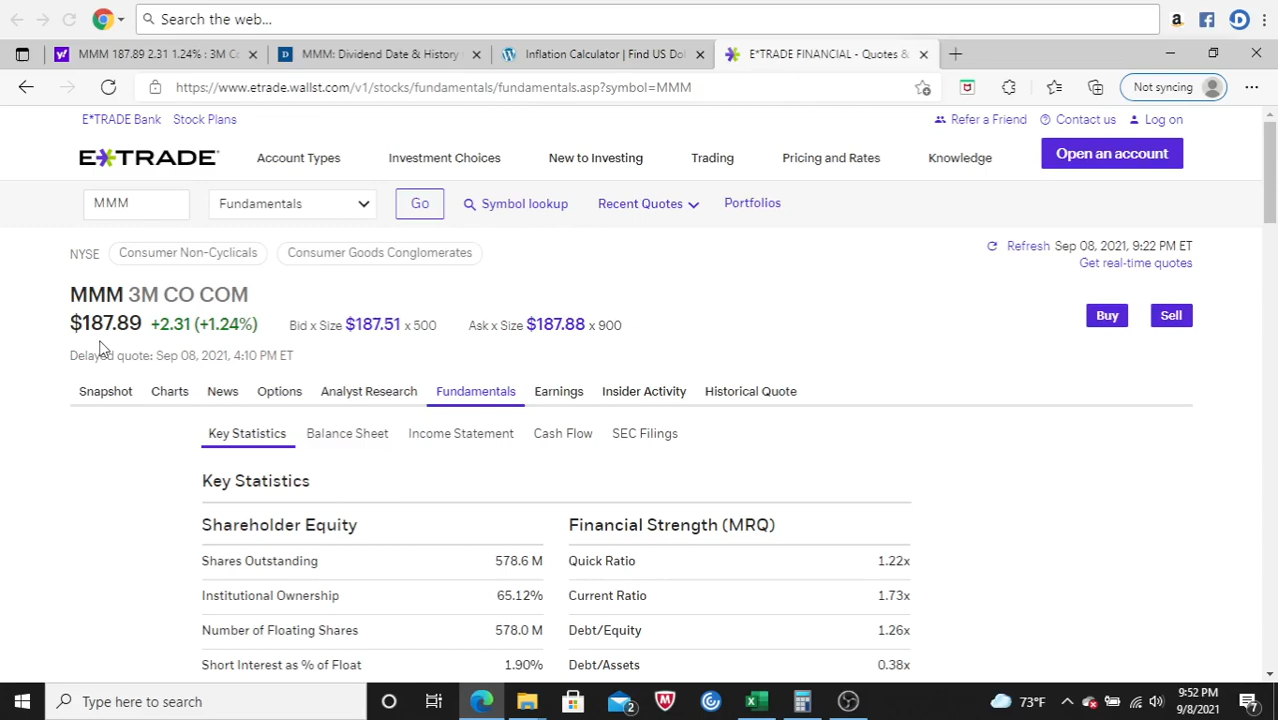 Search the web...
MMM 187.89 2.31 1.24% : 3M C
MMM: Dividend Date & History
Inflation Calculator | Find US Dol
E*TRADE FINANCIAL - Quotes &
https://www.etrade.wallst.com/v1/stocks/fundamentals/fundamentals.asp?symbol=MMM
Not syncing
E*TRADE Bank Stock Plans
Refer a Friend Contact us Log on
E*TRADE
Account Types Investment Choices New to Investing Trading Pricing and Rates Knowledge
Open an account
MMM Fundamentals Go Symbol lookup Recent Quotes Portfolios
NYSE Consumer Non-Cyclicals Consumer Goods Conglomerates
Refresh Sep 08, 2021, 9:22 PM ET
Get real-time quotes
MMM 3M CO COM
$187.89 +2.31 (+1.24%) Bid x Size $187.51 x 500 Ask x Size $187.88 x 900
Buy Sell
Delayed quote: Sep 08, 2021, 4:10 PM ET
Snapshot Charts News Options Analyst Research Fundamentals Earnings Insider Activity Historical Quote
Key Statistics Balance Sheet Income Statement Cash Flow SEC Filings
Key Statistics
Shareholder Equity
Shares Outstanding 578.6 M
Institutional Ownership 65.12%
Number of Floating Shares 578.0 M
Short Interest as % of Float 1.90%
Financial Strength (MRQ)
Quick Ratio 1.22x
Current Ratio 1.73x
Debt/Equity 1.26x
Debt/Assets 0.38x
Type here to search
2
73°F
9:52 PM
9/8/2021
7